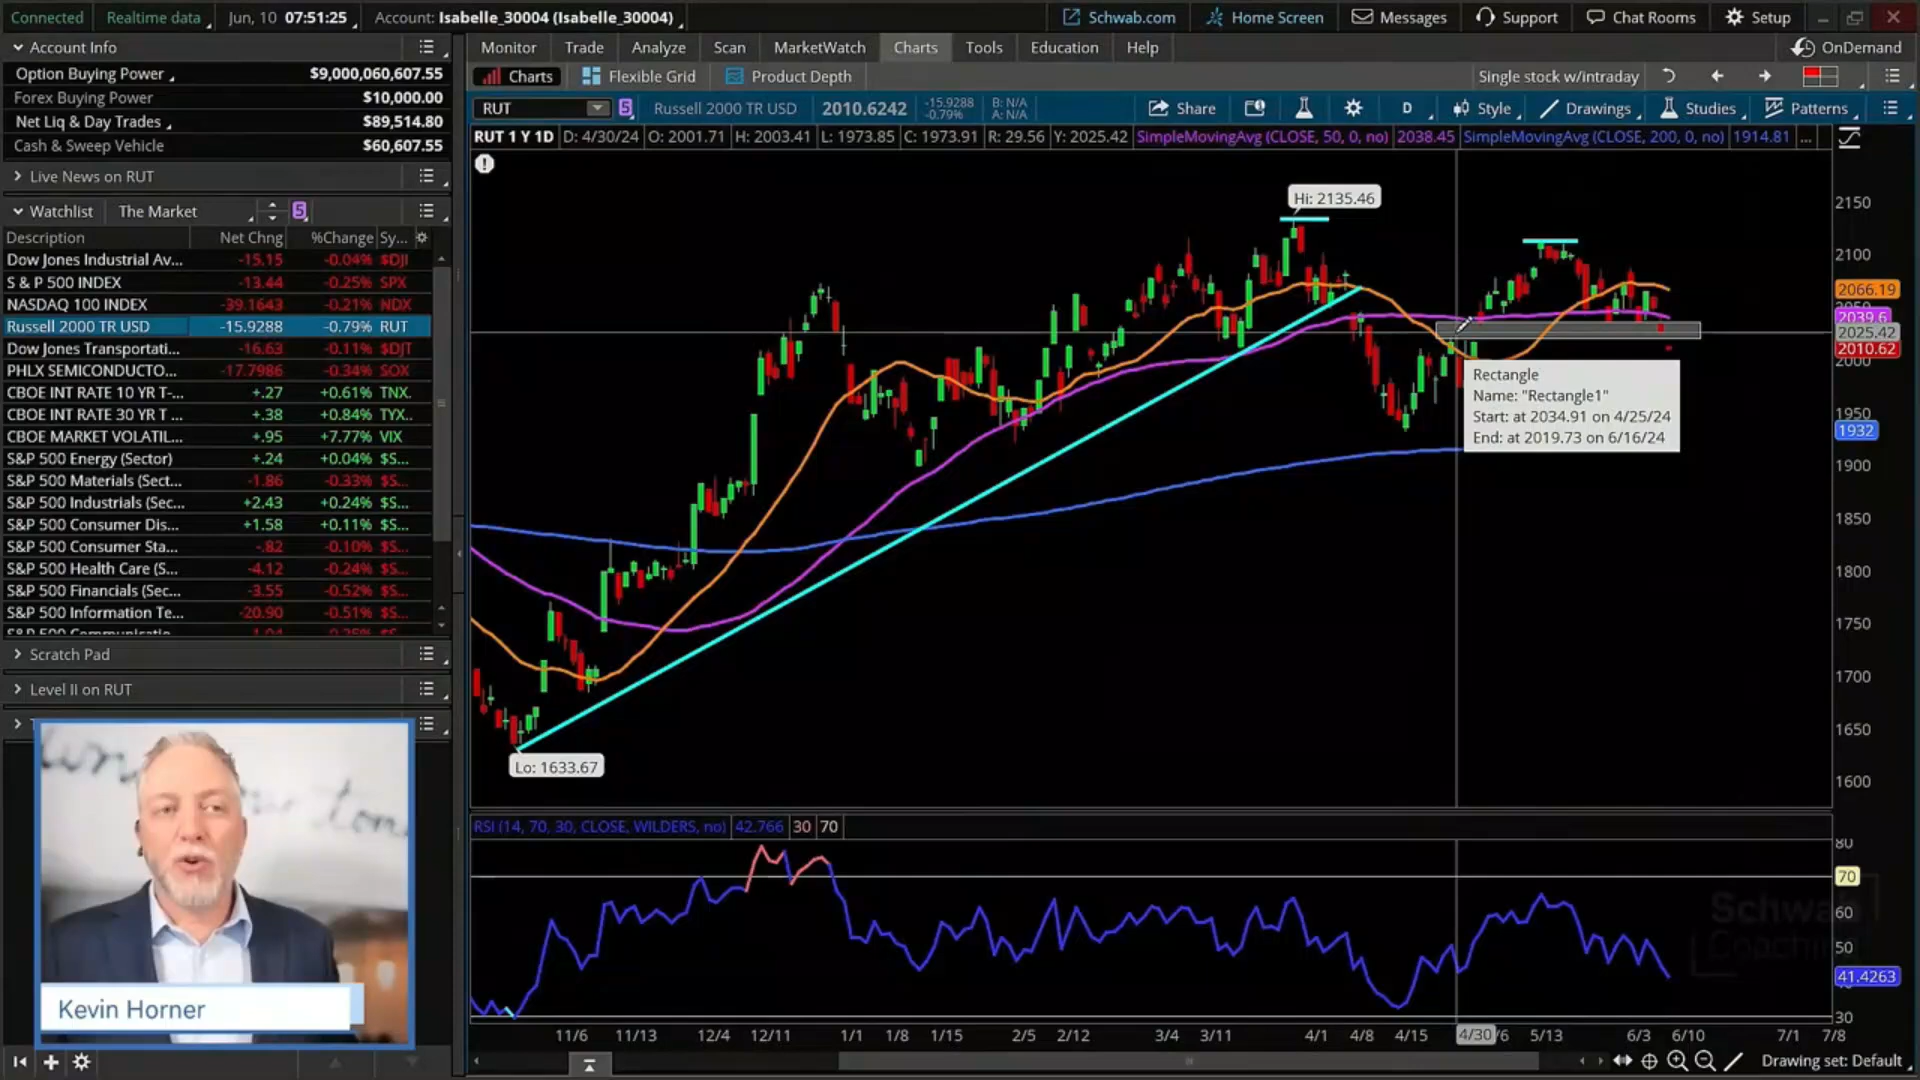 Connected Realtime data Jun, 10 07:51:25 Account: Isabelle_30004 (Isabelle_30004) Schwab.com Home Screen Messages Support Chat Rooms Setup
Account Info
Option Buying Power $9,000,060,607.55
Forex Buying Power $10,000.00
Net Liq & Day Trades $89,514.80
Cash & Sweep Vehicle $60,607.55
Live News on RUT
Watchlist The Market 5
Description Net Chng %Change Sy...
Dow Jones Industrial Av... -15.15 -0.04% $DJI
S & P 500 INDEX -13.44 -0.25% SPX
NASDAQ 100 INDEX -39.1643 -0.21% NDX
Russell 2000 TR USD -15.9288 -0.79% RUT
Dow Jones Transportati... -16.63 -0.11% $DJT
PHLX SEMICONDUCTO... -17.7986 -0.34% SOX
CBOE INT RATE 10 YR T-... +.27 +0.61% TNX.
CBOE INT RATE 30 YR T ... +.38 +0.84% TYX..
CBOE MARKET VOLATIL... +.95 +7.77% VIX
S&P 500 Energy (Sector) +.24 +0.04% $S...
S&P 500 Materials (Sect... -1.86 -0.33% $S...
S&P 500 Industrials (Sec... +2.43 +0.24% $S...
S&P 500 Consumer Dis... +1.58 +0.11% $S...
S&P 500 Consumer Sta... -.82 -0.10% $S...
S&P 500 Health Care (S... -4.12 -0.24% $S...
S&P 500 Financials (Sec... -3.55 -0.52% $S...
S&P 500 Information Te... -20.90 -0.51% $S...
Scratch Pad
Level II on RUT
Kevin Horner
Monitor Trade Analyze Scan MarketWatch Charts Tools Education Help OnDemand
Charts Flexible Grid Product Depth Single stock w/intraday
RUT 5 Russell 2000 TR USD 2010.6242 -15.9288 -0.79% B: N/A A: N/A Share D Style Drawings Studies Patterns
RUT 1 Y 1D D: 4/30/24 O: 2001.71 H: 2003.41 L: 1973.85 C: 1973.91 R: 29.56 Y: 2025.42 SimpleMovingAvg (CLOSE, 50, 0, no) 2038.45 SimpleMovingAvg (CLOSE, 200, 0, no) 1914.81 ...
Hi: 2135.46
Rectangle
Name: "Rectangle1"
Start: at 2034.91 on 4/25/24
End: at 2019.73 on 6/16/24
Lo: 1633.67
2150
2100
2066.19
2050
2039.6
2025.42
2010.62
2000
1950
1932
1900
1850
1800
1750
1700
1650
1600
RSI (14, 70, 30, CLOSE, WILDERS, no) 42.766 30 70
80
70
60
50
41.4263
30
Schwab
Coaching
11/6 11/13 12/4 12/11 1/1 1/8 1/15 2/5 2/12 3/4 3/11 4/1 4/8 4/15 4/30 /6 5/13 6/3 6/10 7/1 7/8
Drawing set: Default